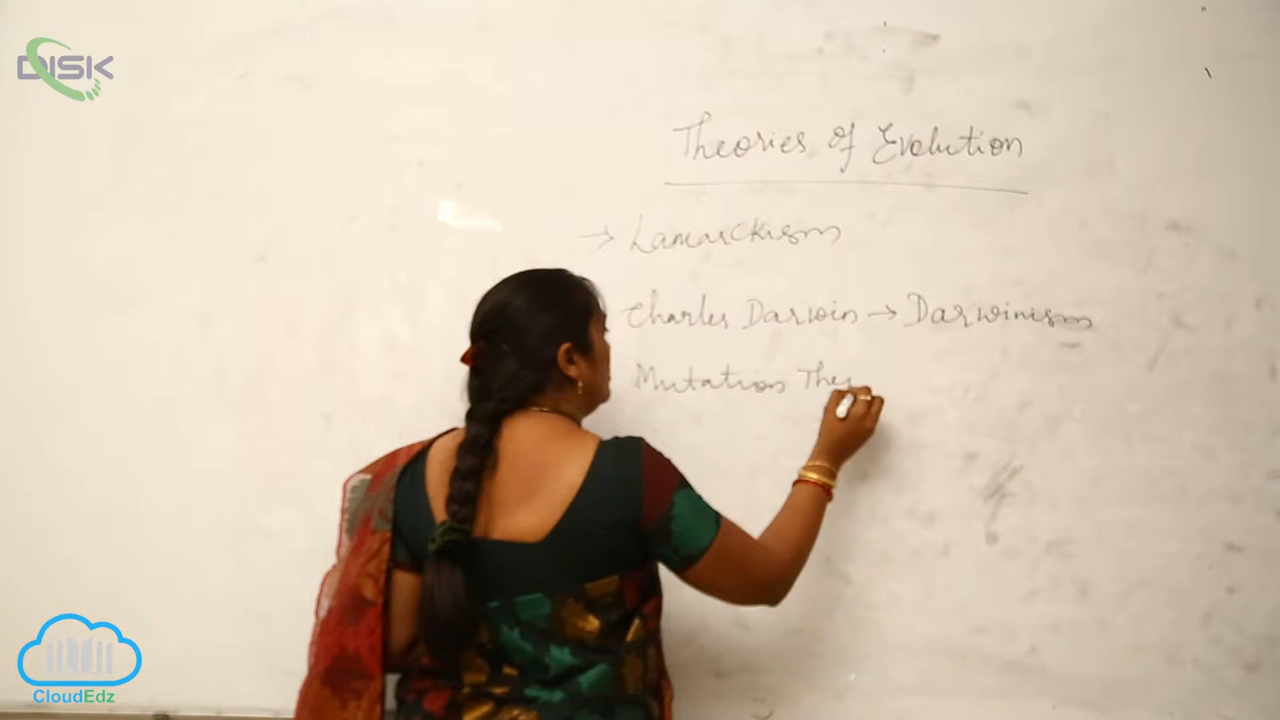 DISK
Theories of Evolution
→ Lamarckism
Charles Darwin → Darwinism
Mutation Theo
CloudEdz